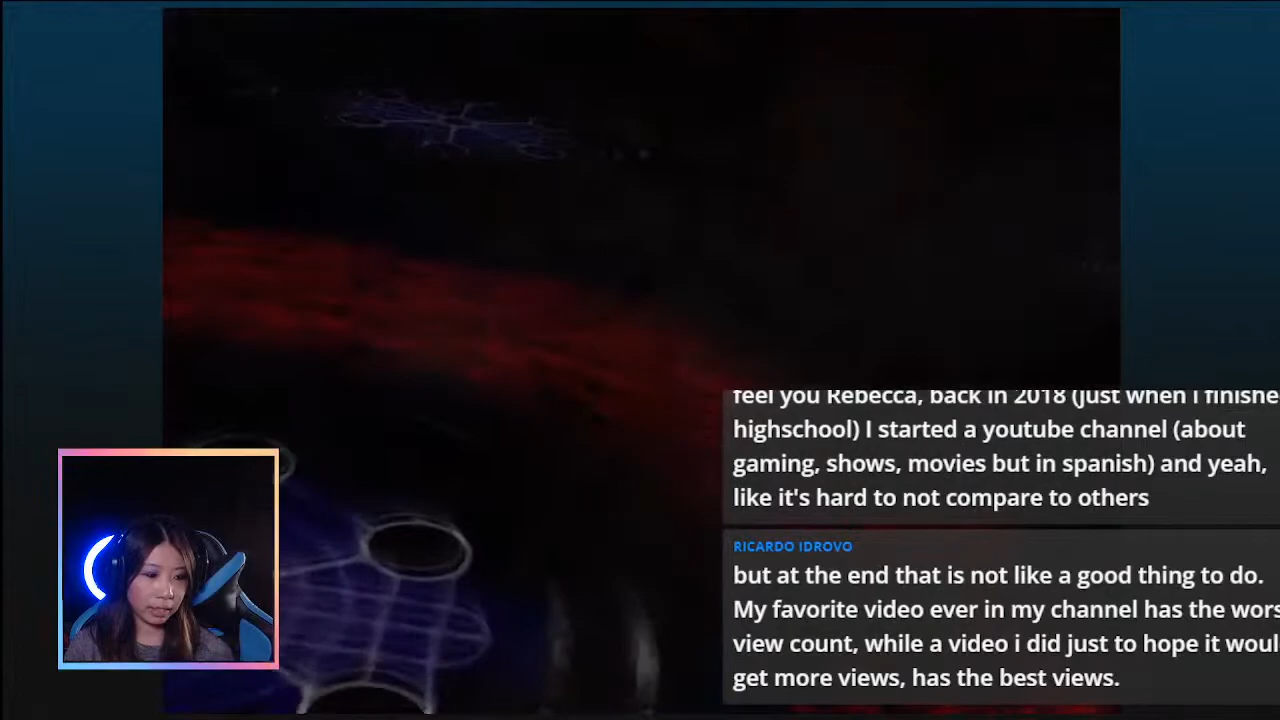 feel you Rebecca, back in 2018 (just when I finishe
highschool) I started a youtube channel (about
gaming, shows, movies but in spanish) and yeah,
like it's hard to not compare to others
RICARDO IDROVO
but at the end that is not like a good thing to do.
My favorite video ever in my channel has the wors
view count, while a video i did just to hope it woul
get more views, has the best views.